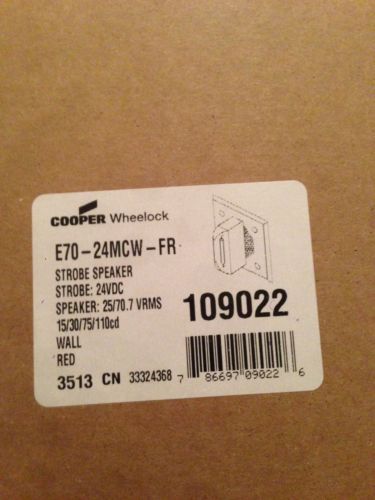 COOPER Wheelock
E70-24MCW-FR
STROBE SPEAKER
STROBE: 24VDC
SPEAKER: 25/70.7 VRMS
15/30/75/110cd
WALL
RED
109022
3513 CN 33324368
7 86697 09022 6